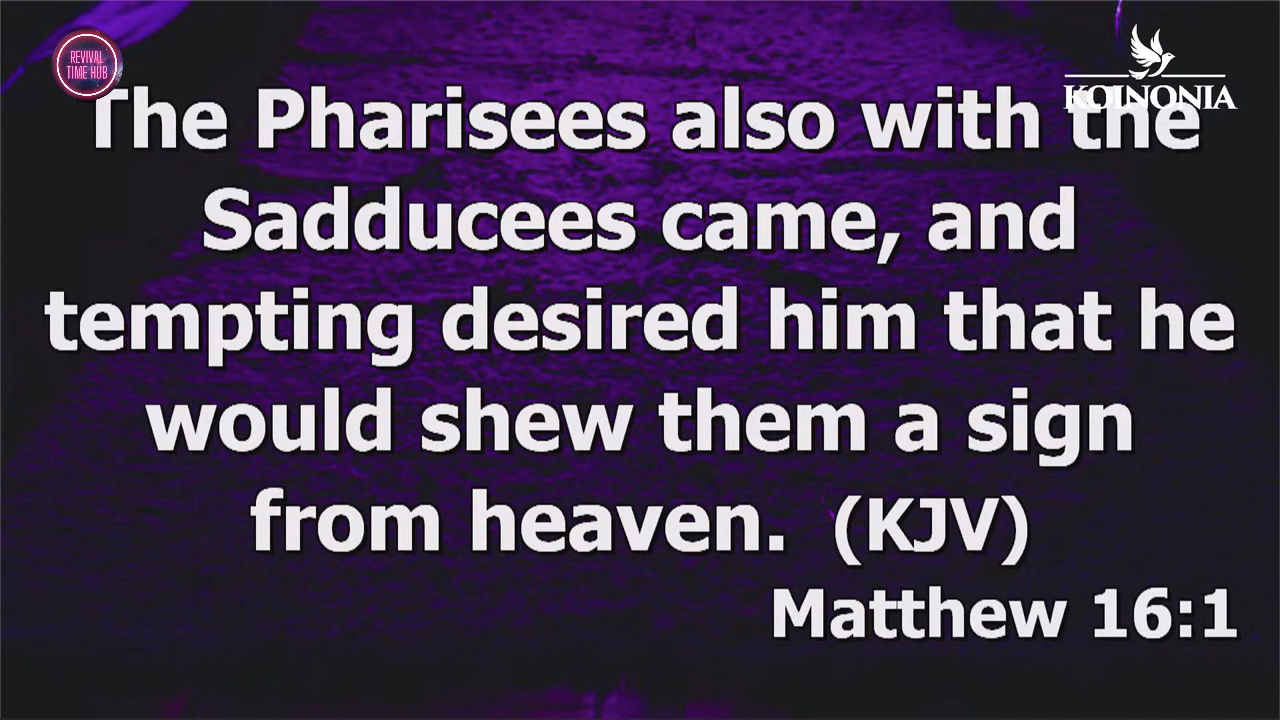 REVIVAL
TIME HUB
KOINONIA
The Pharisees also with the
Sadducees came, and
tempting desired him that he
would shew them a sign
from heaven. (KJV)
Matthew 16:1